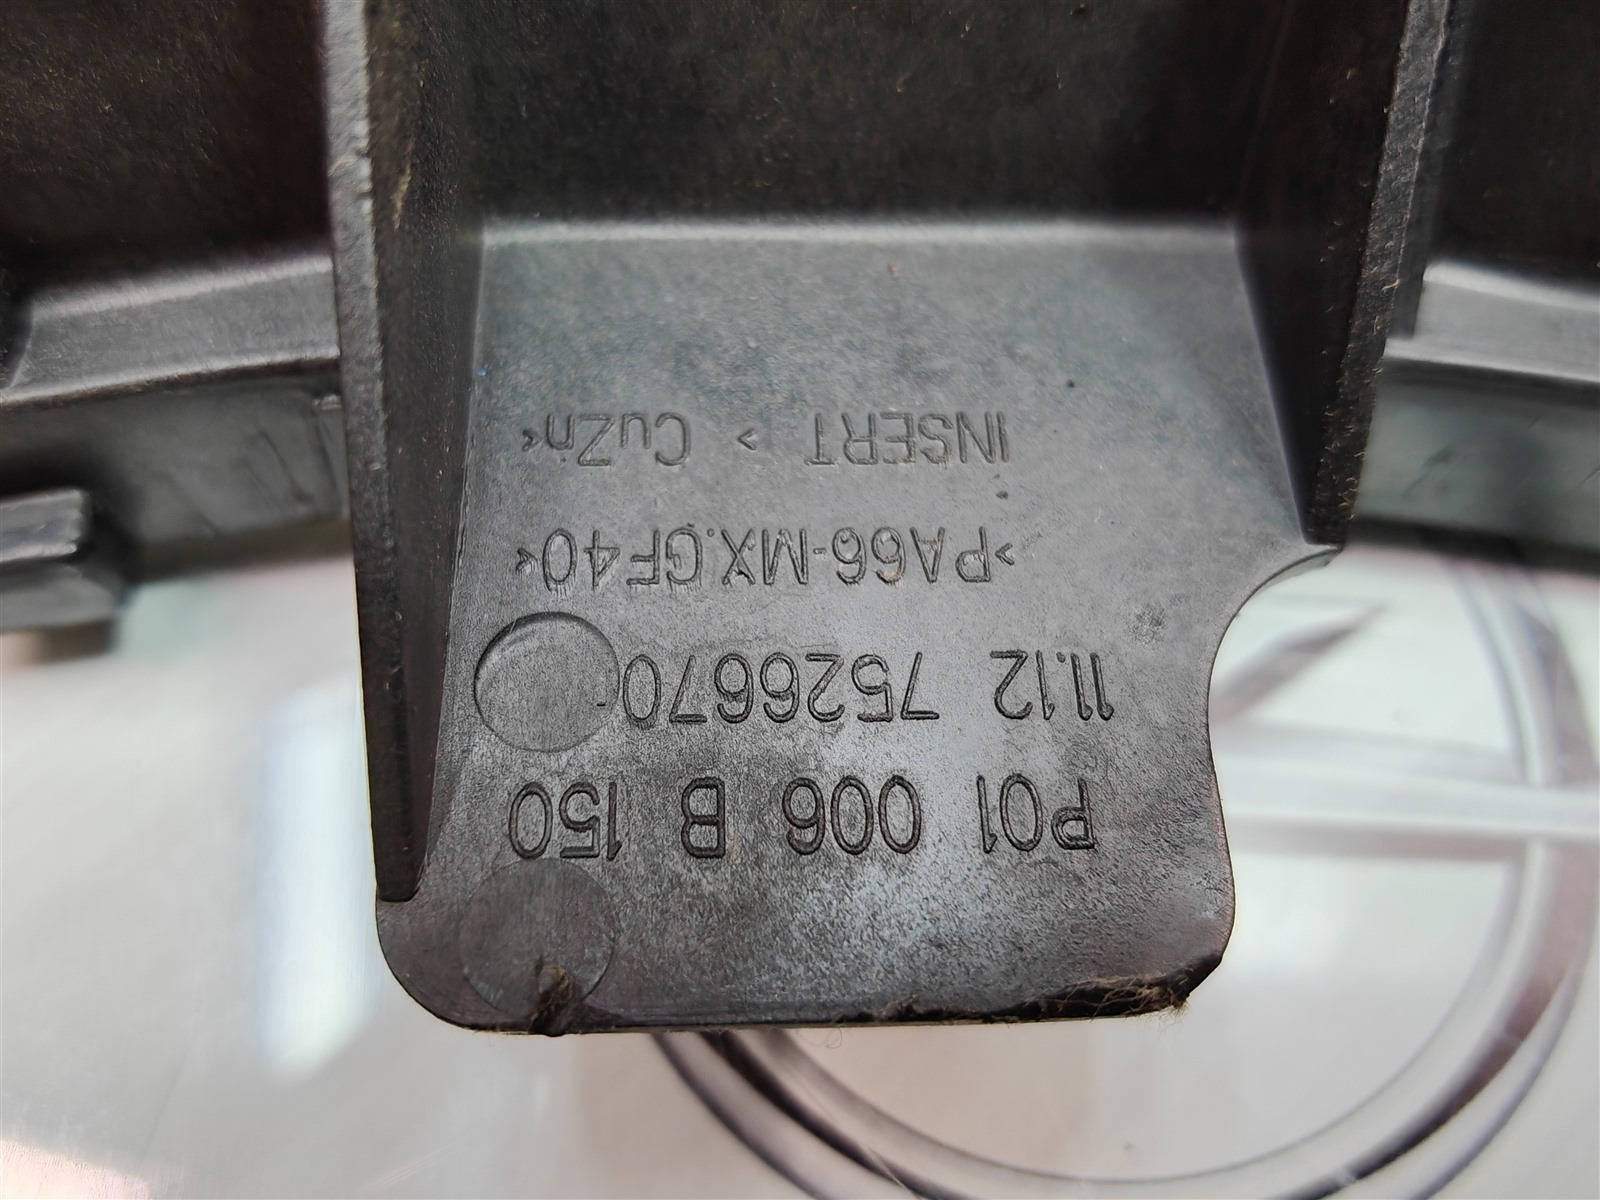 P01 006 B 150
11.12 7526670
>PA66-MX.GF40<
INSERT > CuZn<